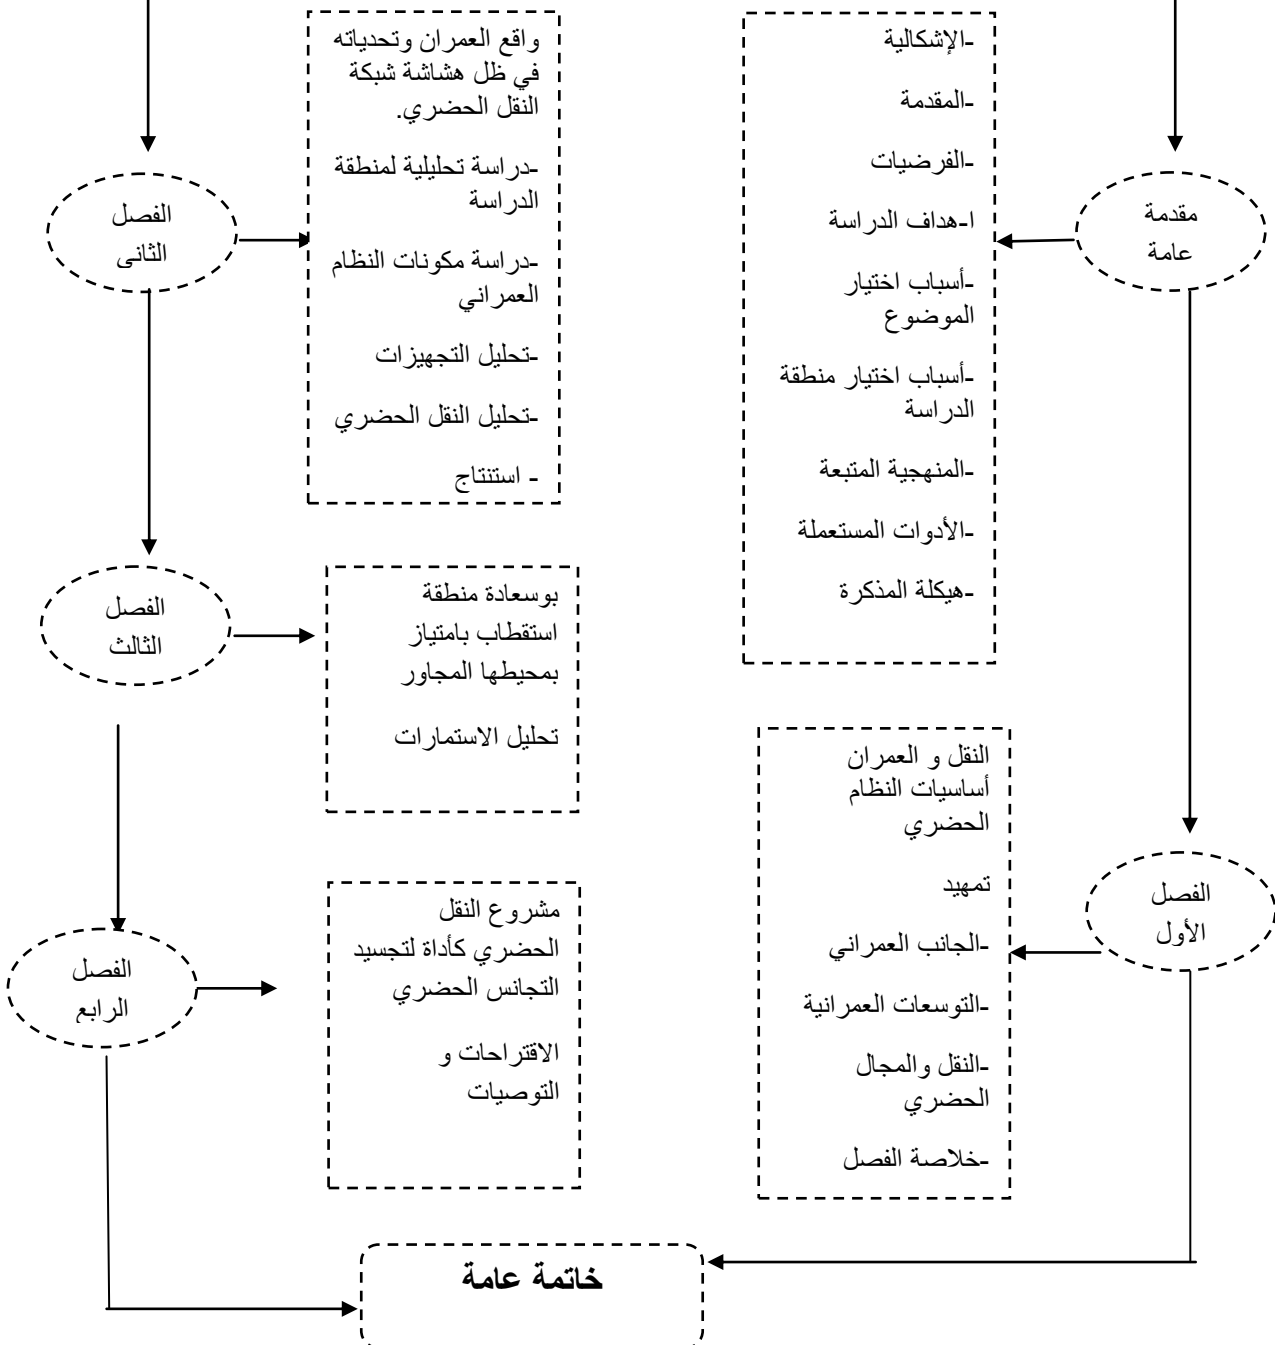 مقدمة
عامة
-الإشكالية
-المقدمة
-الفرضيات
ا-هداف الدراسة
-أسباب اختيار
الموضوع
-أسباب اختيار منطقة
الدراسة
-المنهجية المتبعة
-الأدوات المستعملة
-هيكلة المذكرة
الفصل
الأول
النقل و العمران
أساسيات النظام
الحضري
تمهيد
-الجانب العمراني
-التوسعات العمرانية
-النقل والمجال
الحضري
-خلاصة الفصل
الفصل
الثاني
واقع العمران وتحدياته
في ظل هشاشة شبكة
النقل الحضري.
-دراسة تحليلية لمنطقة
الدراسة
-دراسة مكونات النظام
العمراني
-تحليل التجهيزات
-تحليل النقل الحضري
- استنتاج
الفصل
الثالث
بوسعادة منطقة
استقطاب بامتياز
بمحيطها المجاور
تحليل الاستمارات
الفصل
الرابع
مشروع النقل
الحضري كأداة لتجسيد
التجانس الحضري
الاقتراحات و
التوصيات
خاتمة عامة